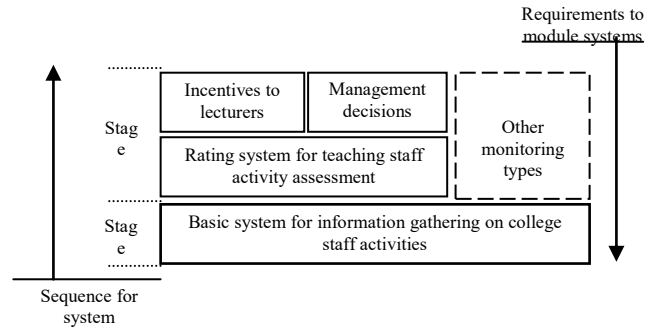 Requirements to
module systems
Incentives to
lecturers
Management
decisions
Other
monitoring
types
Stag
e
Rating system for teaching staff
activity assessment
Stag
e
Basic system for information gathering on college
staff activities
Sequence for
system